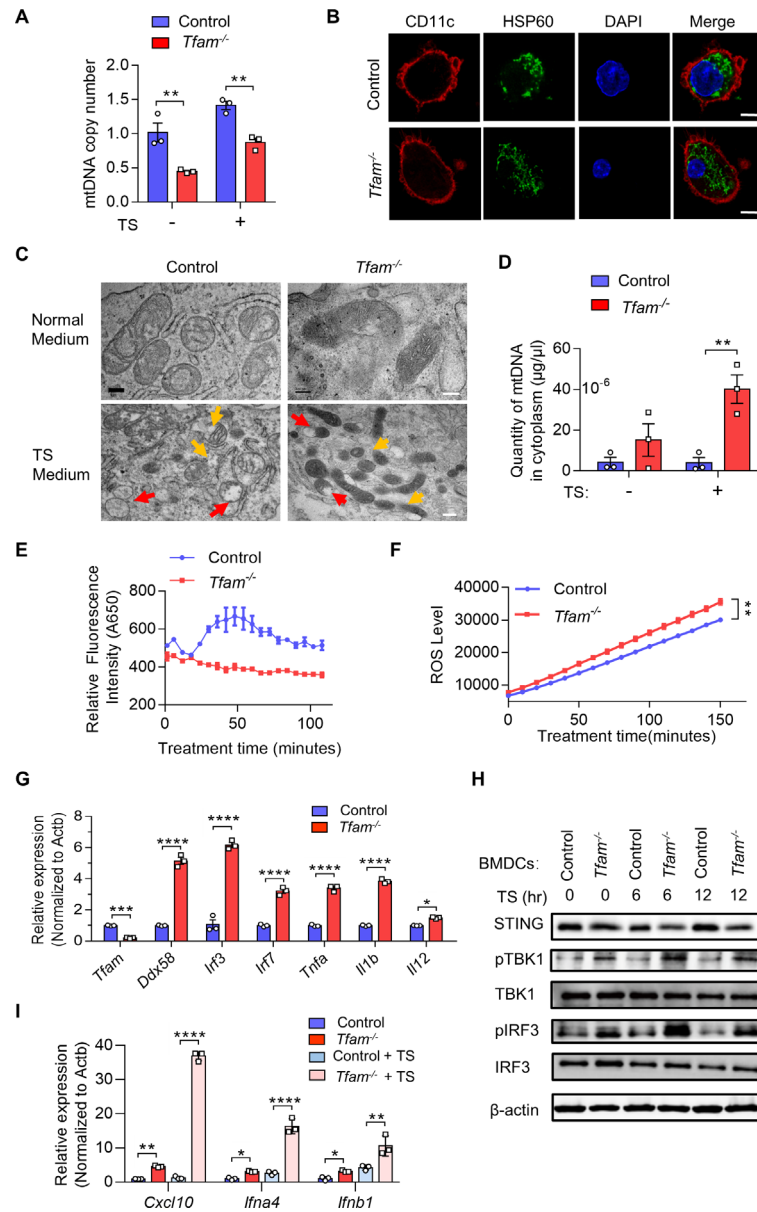 A
Control
Tfam-/-
mtDNA copy number
2.0
1.5
1.0
0.5
0.0
**
**
TS - +
B
CD11c HSP60 DAPI Merge
Control
Tfam-/-
C
Control Tfam-/-
Normal Medium
TS Medium
D
Control
Tfam-/-
Quantity of mtDNA in cytoplasm (µg/µl)
60
40
20
0
10-6
**
TS: - +
E
Control
Tfam-/-
Relative Fluorescence Intensity (A650)
800
600
400
200
0 50 100
Treatment time (minutes)
F
Control
Tfam-/-
ROS Level
40000
30000
20000
10000
**
0 50 100 150
Treatment time(minutes)
G
Control
Tfam-/-
Relative expression (Normalized to Actb)
8
6
4
2
0
*** **** **** **** **** **** *
Tfam Ddx58 Irf3 Irf7 Tnfa Il1b Il12
H
BMDCs: Control Tfam-/- Control Tfam-/- Control Tfam-/-
TS (hr) 0 0 6 6 12 12
STING
pTBK1
TBK1
pIRF3
IRF3
β-actin
I
Control
Tfam-/-
Control + TS
Tfam-/- + TS
Relative expression (Normalized to Actb)
40
20
10
0
** **** * **** * **
Cxcl10 Ifna4 Ifnb1